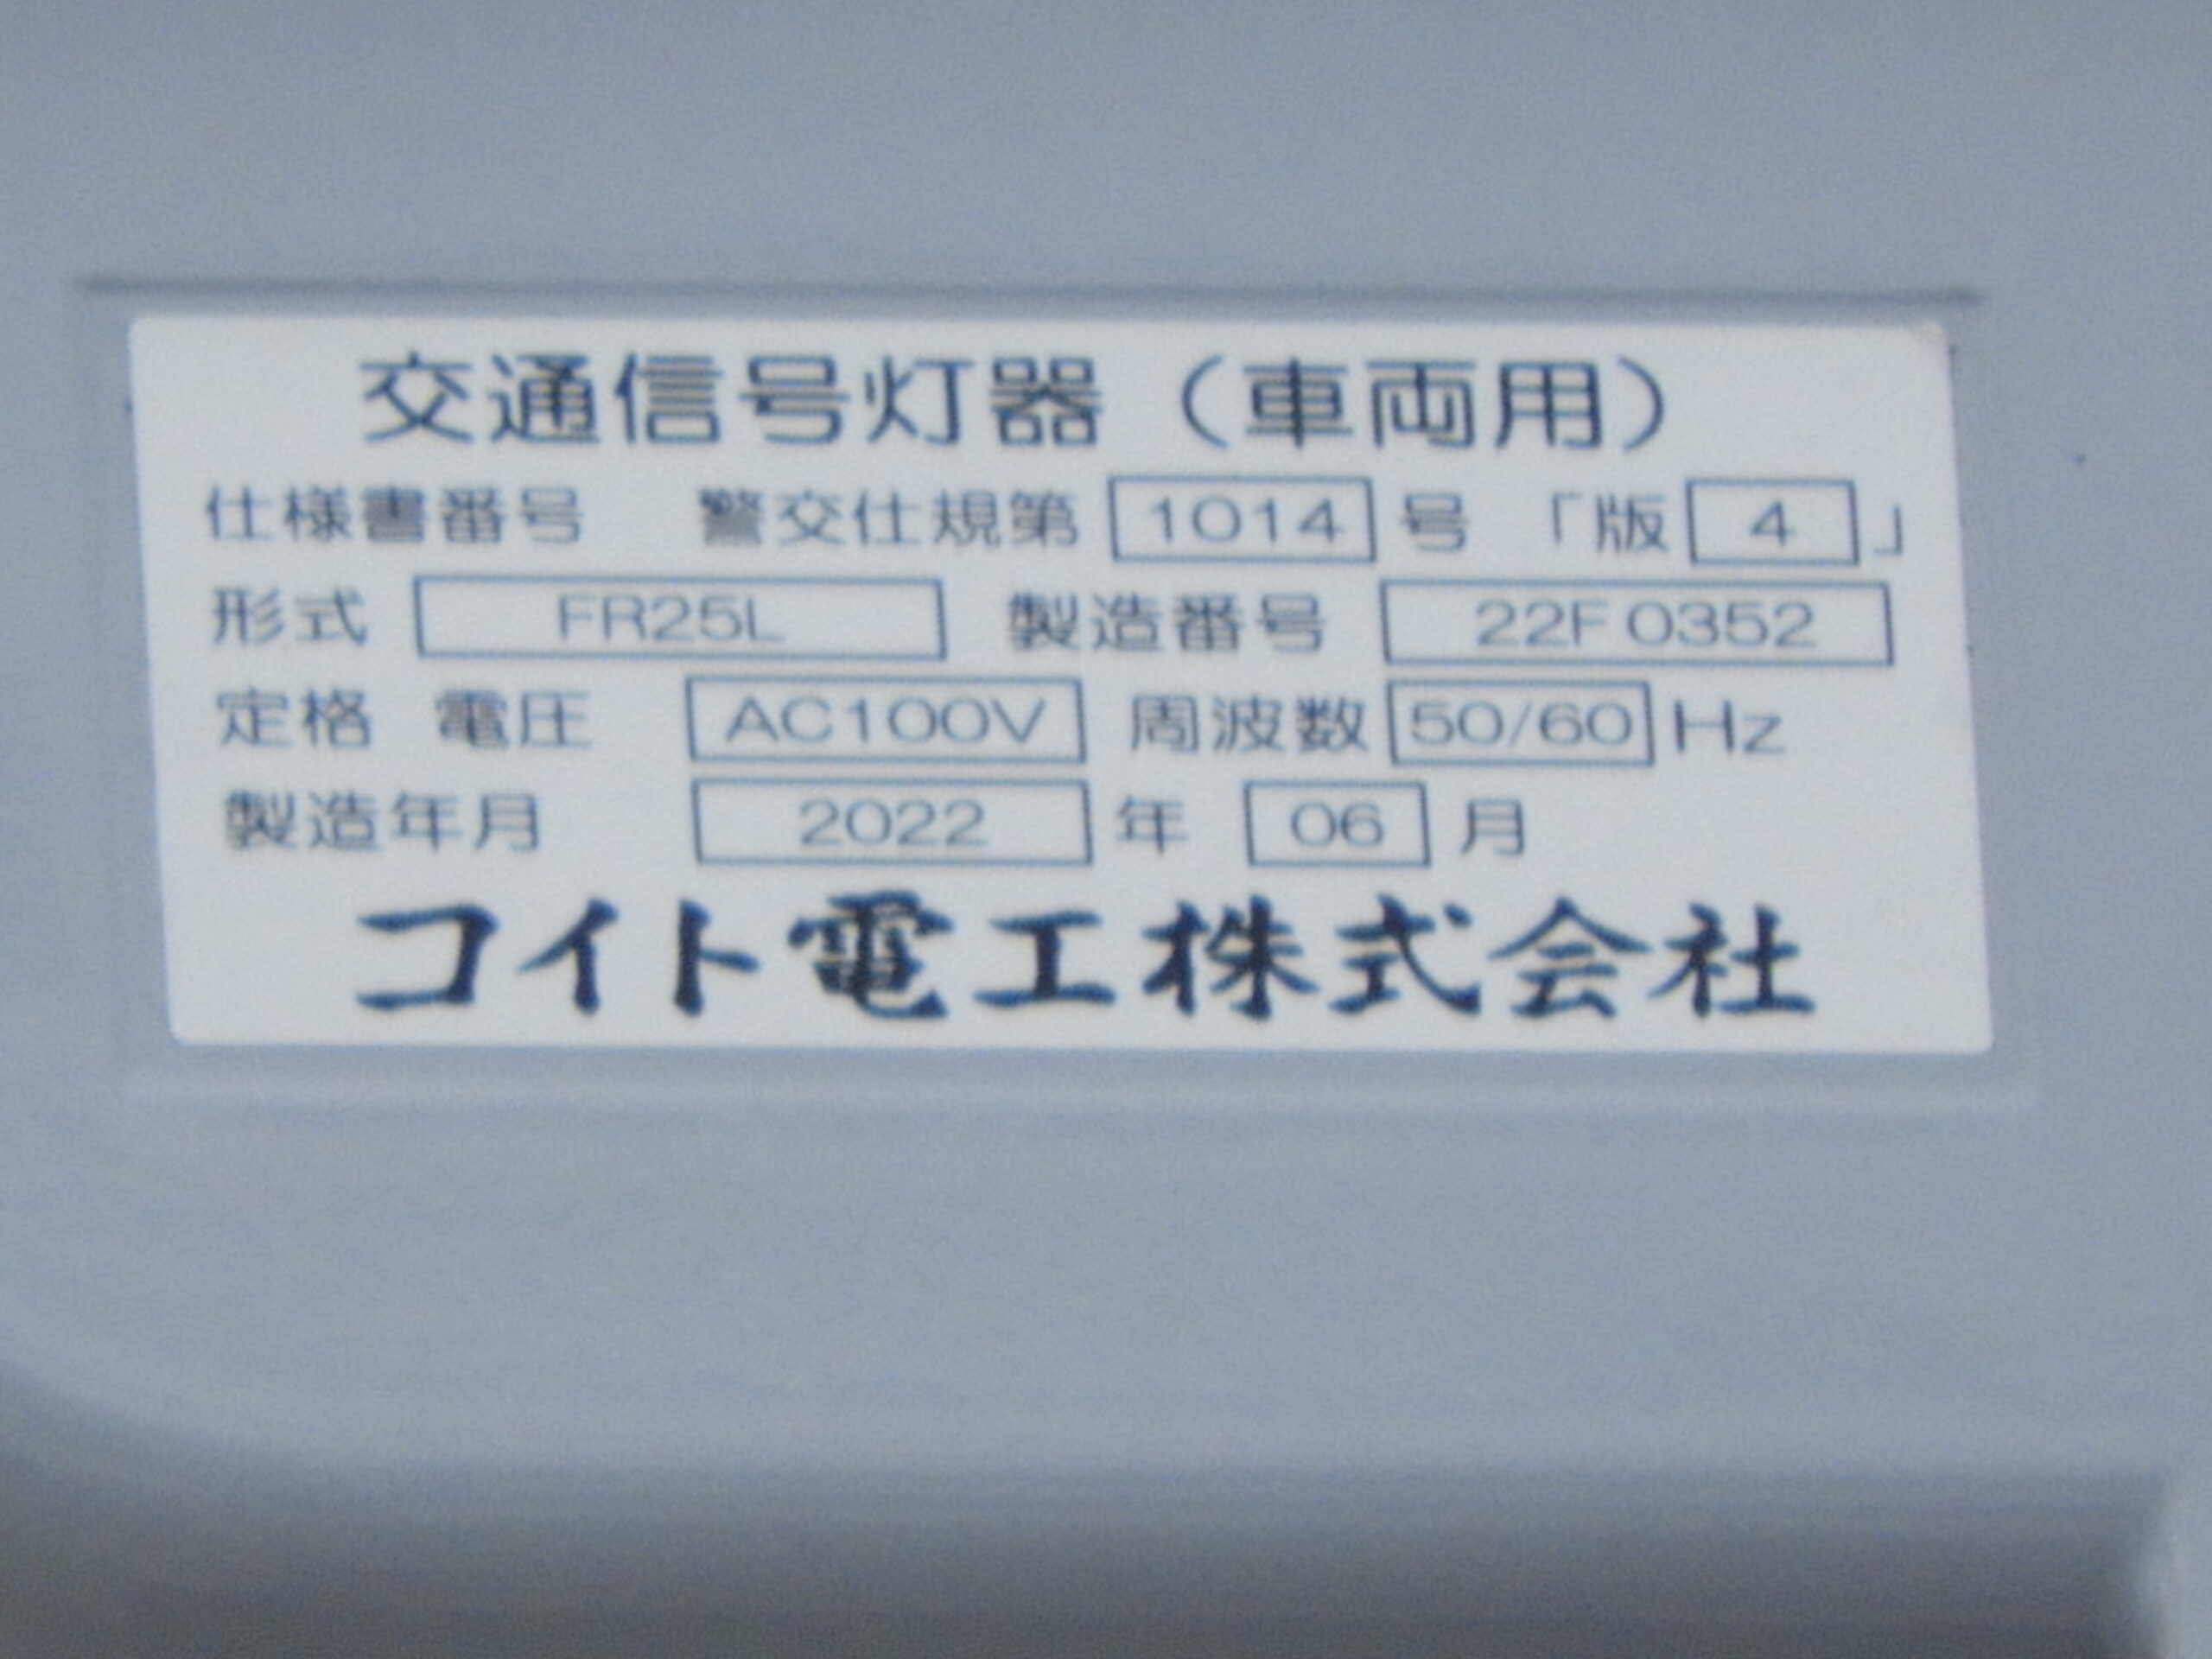 交通信号灯器（車両用）
仕様書番号 警交仕規第 1014 号 「版 4 」
形式 FR25L 製造番号 22F0352
定格 電圧 AC100V 周波数 50/60 Hz
製造年月 2022 年 06 月
コイト電工株式会社